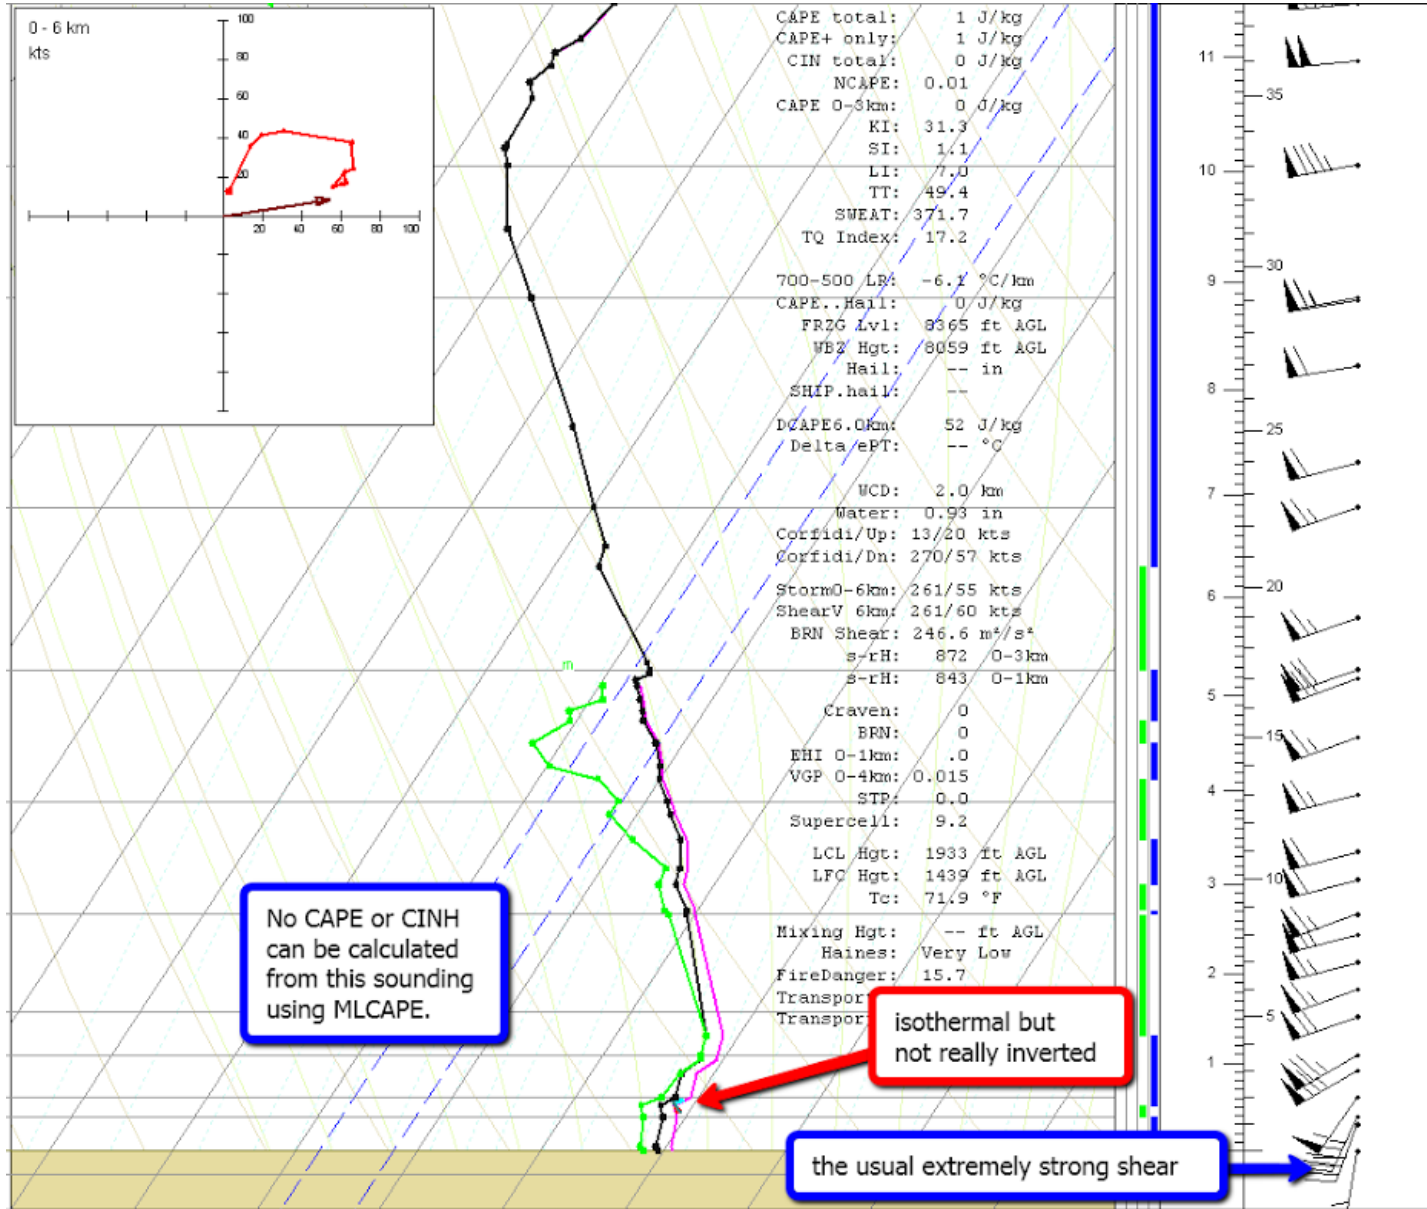 0 - 6 km
kts
100
80
60
40
20
20 40 60 80 100
CAPE total: 1 J/kg
CAPE+ only: 1 J/kg
CIN total: 0 J/kg
NCAPE: 0.01
CAPE 0-3km: 0 J/kg
KI: 31.3
SI: 1.1
LI: 7.0
TT: 49.4
SWEAT: 371.7
TQ Index: 17.2
700-500 LR: -6.1 °C/km
CAPE..Hail: 0 J/kg
FRZG Lvl: 8365 ft AGL
WBZ Hgt: 8059 ft AGL
Hail: -- in
SHIP.hail: --
DCAPE6.0km: 52 J/kg
Delta ePT: -- °C
WCD: 2.0 km
Water: 0.93 in
Corfidi/Up: 13/20 kts
Corfidi/Dn: 270/57 kts
Storm0-6km: 261/55 kts
ShearV 6km: 261/60 kts
BRN Shear: 246.6 m²/s²
s-rH: 872 0-3km
s-rH: 843 0-1km
Craven: 0
BRN: 0
EHI 0-1km: .0
VGP 0-4km: 0.015
STP: 0.0
Supercell: 9.2
LCL Hgt: 1933 ft AGL
LFC Hgt: 1439 ft AGL
Tc: 71.9 °F
Mixing Hgt: -- ft AGL
Haines: Very Low
FireDanger: 15.7
Transpor
Transpor
m
No CAPE or CINH
can be calculated
from this sounding
using MLCAPE.
isothermal but
not really inverted
the usual extremely strong shear
11
35
10
30
9
8
25
7
20
6
5
15
4
10
3
2
5
1